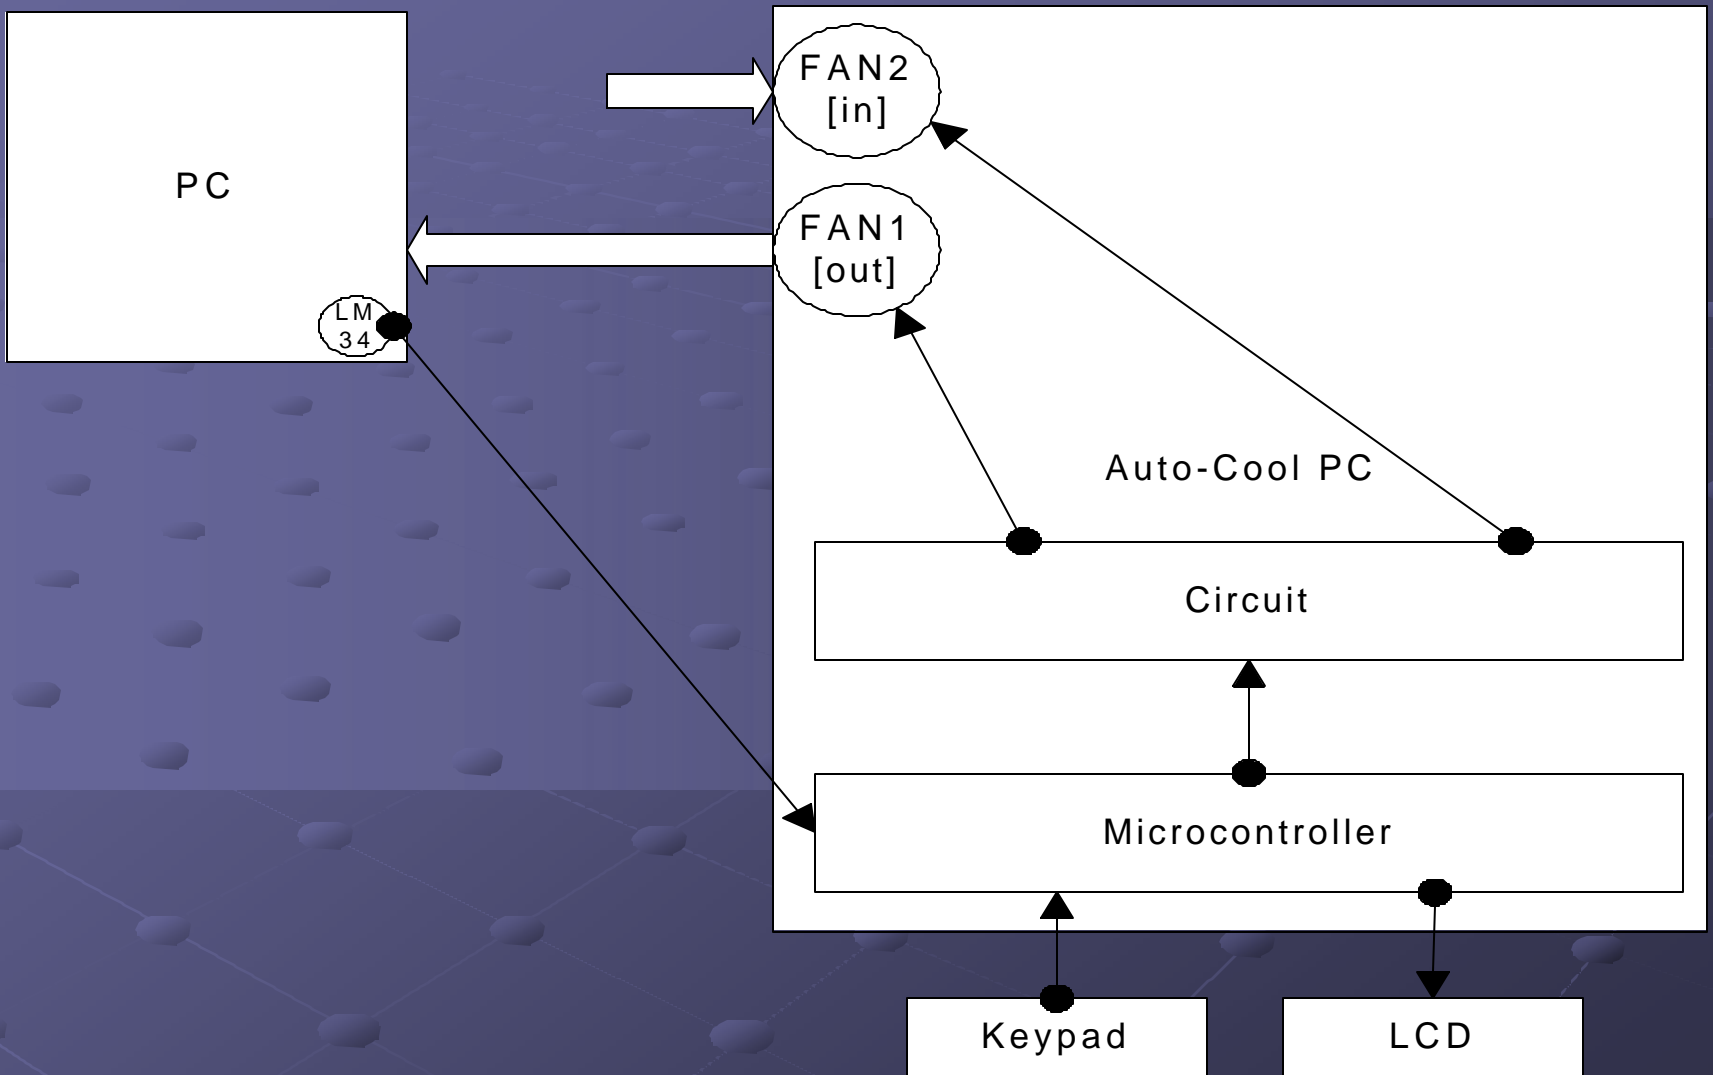 PC
LM
34
FAN2
[in]
FAN1
[out]
Auto-Cool PC
Circuit
Microcontroller
Keypad
LCD